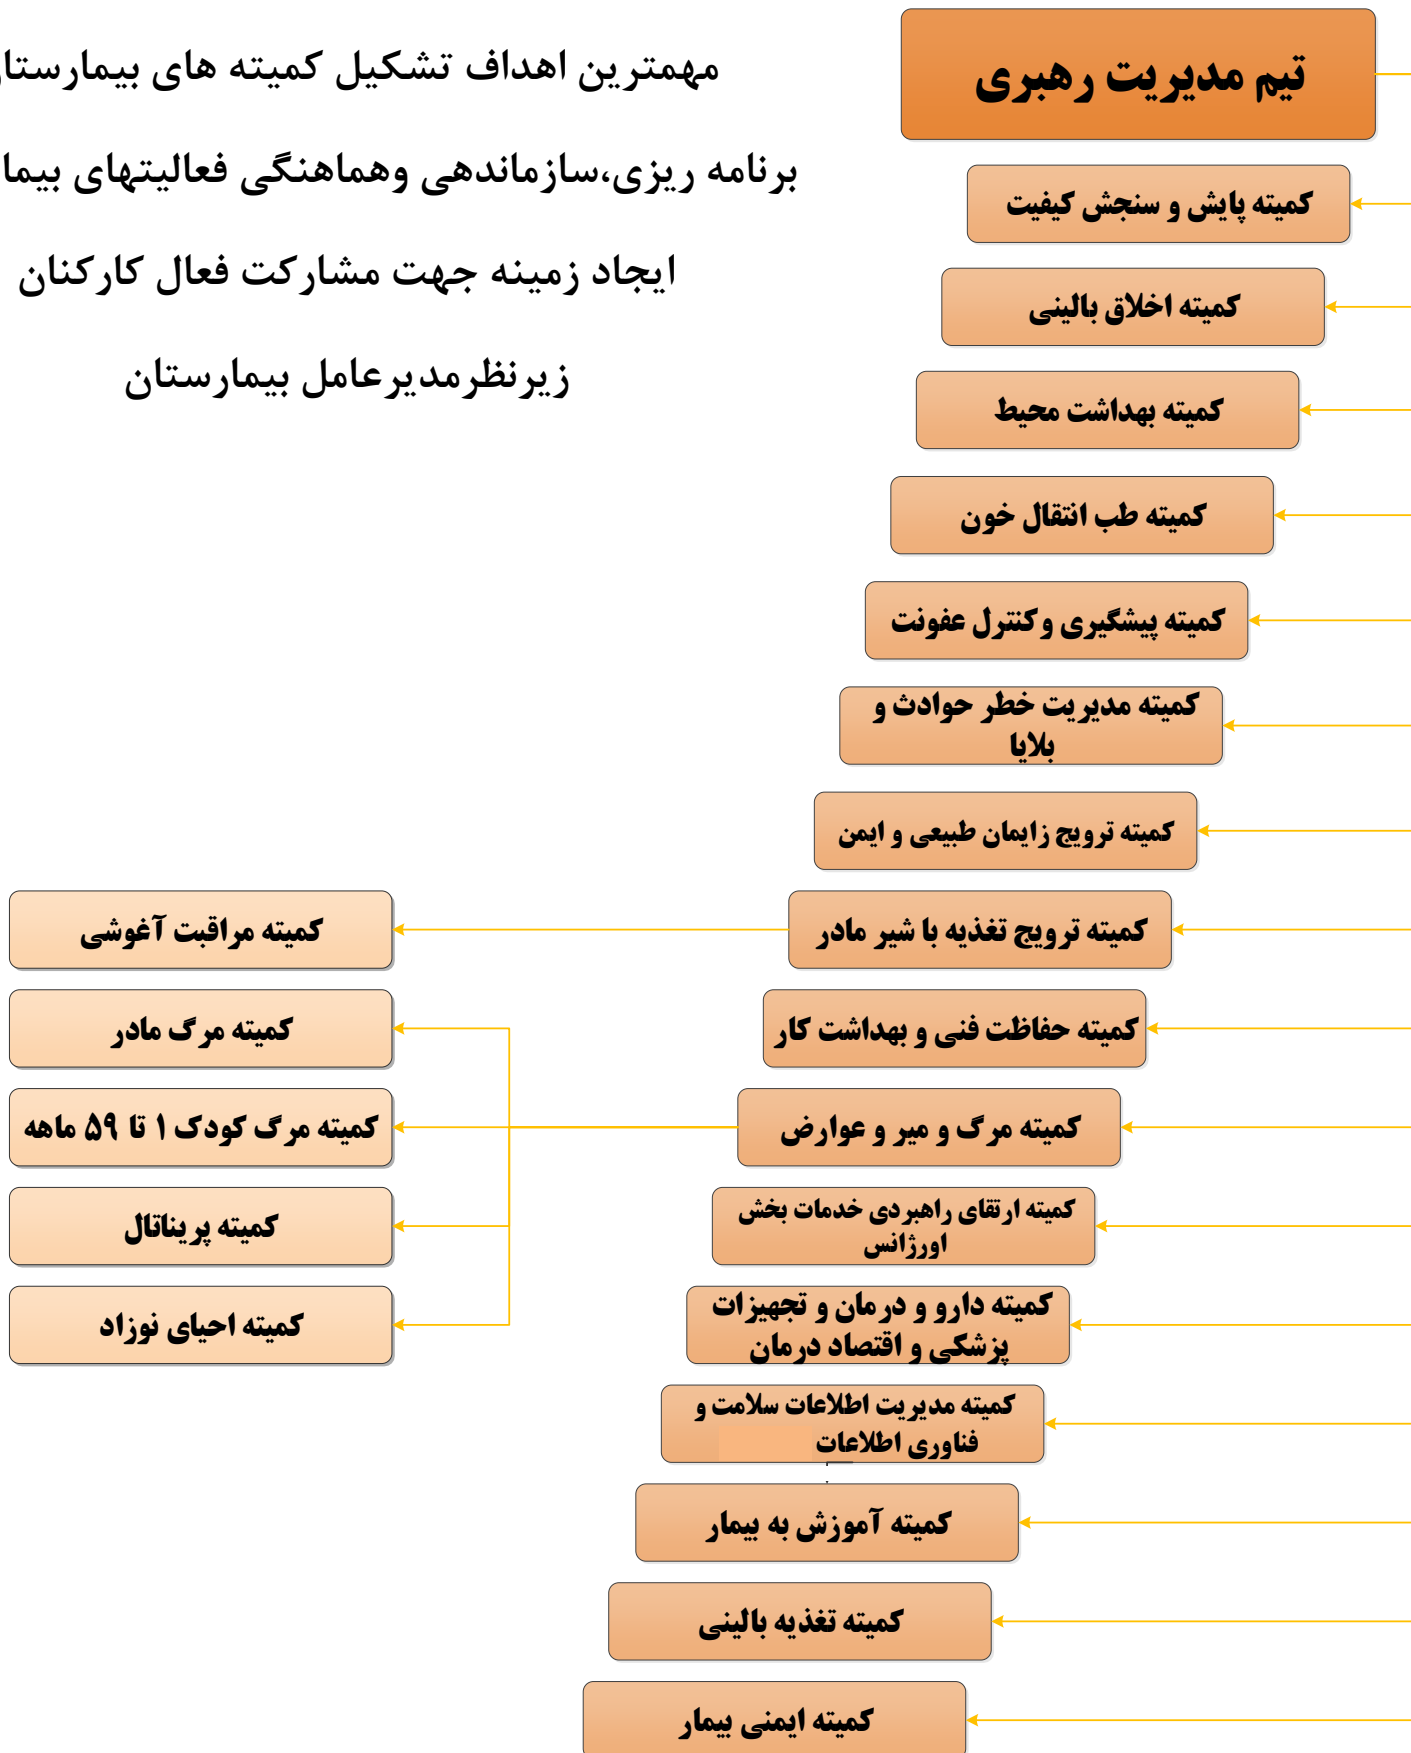 تیم مدیریت رهبری
مهمترین اهداف تشکیل کمیته های
برنامه ریزی،سازماندهی وهماهنگی فعالیتهای
ایجاد زمینه جهت مشارکت فعال کارکنان
زیرنظرمدیرعامل بیمارستان
کمیته پایش و سنجش کیفیت
کمیته اخلاق بالینی
کمیته بهداشت محیط
کمیته طب انتقال خون
کمیته پیشگیری وکنترل عفونت
کمیته مدیریت خطر حوادث و
بلایا
کمیته ترویج زایمان طبیعی و ایمن
کمیته ترویج تغذیه با شیر مادر
کمیته مراقبت آغوشی
کمیته حفاظت فنی و بهداشت کار
کمیته مرگ مادر
کمیته مرگ و میر و عوارض
کمیته مرگ کودک ۱ تا ۵۹ ماهه
کمیته ارتقای راهبردی خدمات بخش
اورژانس
کمیته پریناتال
کمیته دارو و درمان و تجهیزات
پزشکی و اقتصاد درمان
کمیته احیای نوزاد
کمیته مدیریت اطلاعات سلامت و
فناوری اطلاعات
کمیته آموزش به بیمار
کمیته تغذیه بالینی
کمیته ایمنی بیمار